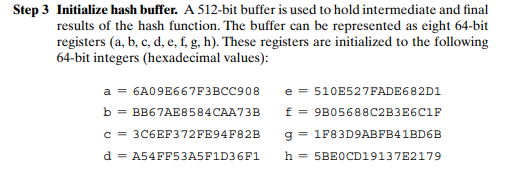 Step 3 Initialize hash buffer. A 512-bit buffer is used to hold intermediate and final
results of the hash function. The buffer can be represented as eight 64-bit
registers (a, b, c, d, e, f, g, h). These registers are initialized to the following
64-bit integers (hexadecimal values):
a = 6A09E667F3BCC908 e = 510E527FADE682D1
b = BB67AE8584CAA73B f = 9B05688C2B3E6C1F
c = 3C6EF372FE94F82B g = 1F83D9ABFB41BD6B
d = A54FF53A5F1D36F1 h = 5BE0CD19137E2179